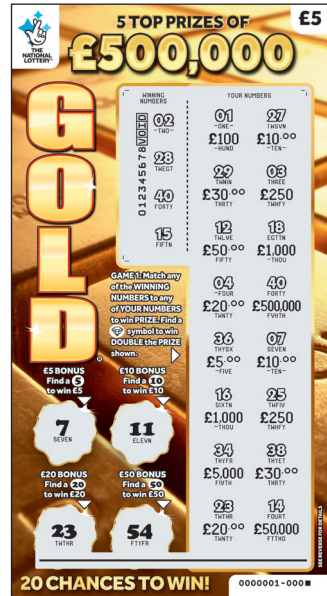 THE
NATIONAL
LOTTERY®
5 TOP PRIZES OF
£5
£500,000
GOLD®
WINNING
NUMBERS
02
-TWO-
28
TWEGT
40
FORTY
15
FIFTN
012345678 VOID
YOUR NUMBERS
01 27
-ONE- TWSVN
£100 £10.00
-HUND -TEN-
29 03
TWNIN THREE
£30.00 £250
THRTY TWHFY
12 18
TWLVE EGTTN
£50.00 £1,000
FIFTY -THOU
04 40
-FOUR FORTY
£20.00 £500,000
TWNTY FVHTH
36 07
THYSX SEVEN
£5.00 £10.00
-FIVE -TEN-
16 25
SIXTN TWFIV
£1,000 £250
-THOU TWHFY
34 38
THYFR THYET
£5,000 £30.00
FIVTH THRTY
23 14
TWTHR FOURT
£20.00 £50,000
TWNTY FTTHO
GAME 1: Match any
of the WINNING
NUMBERS to any
of YOUR NUMBERS
to win PRIZE. Find a
symbol to win
DOUBLE the PRIZE
shown.
£5 BONUS
Find a 5
to win £5
7
SEVEN
£10 BONUS
Find a 10
to win £10
11
ELEVN
£20 BONUS
Find a 20
to win £20
23
TWTHR
£50 BONUS
Find a 50
to win £50
54
FTYFR
SEE REVERSE FOR DETAILS
20 CHANCES TO WIN!
0000001-000